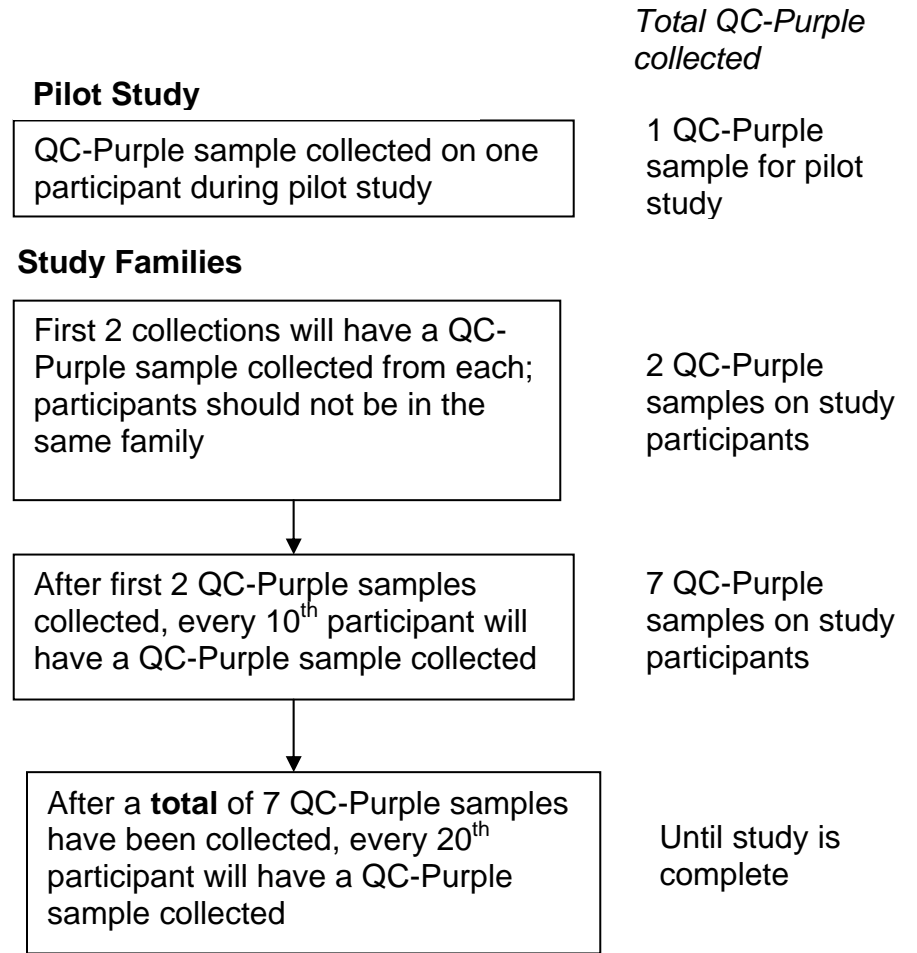 Total QC-Purple
collected
Pilot Study
QC-Purple sample collected on one
participant during pilot study
1 QC-Purple
sample for pilot
study
Study Families
First 2 collections will have a QC-
Purple sample collected from each;
participants should not be in the
same family
2 QC-Purple
samples on study
participants
After first 2 QC-Purple samples
collected, every 10th participant will
have a QC-Purple sample collected
7 QC-Purple
samples on study
participants
After a total of 7 QC-Purple samples
have been collected, every 20th
participant will have a QC-Purple
sample collected
Until study is
complete